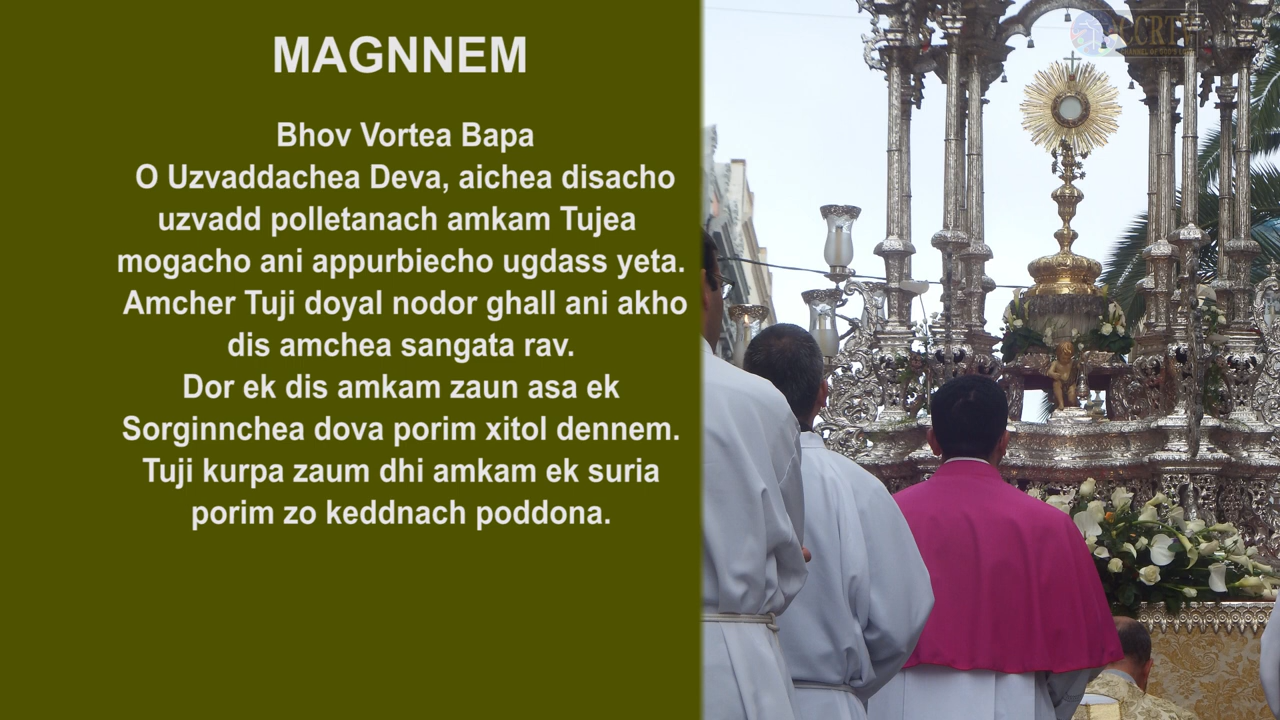 MAGNNEM
Bhov Vortea Bapa
O Uzvaddachea Deva, aichea disacho
uzvadd polletanach amkam Tujea
mogacho ani appurbiecho ugdass yeta.
Amcher Tuji doyal nodor ghall ani akho
dis amchea sangata rav.
Dor ek dis amkam zaun asa ek
Sorginnchea dova porim xitol dennem.
Tuji kurpa zaum dhi amkam ek suria
porim zo keddnach poddona.
CCRTV